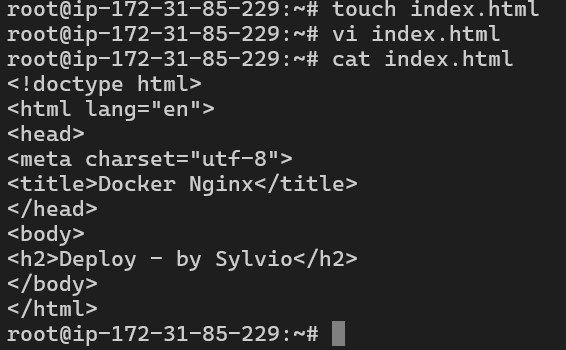 root@ip-172-31-85-229:~# touch index.html
root@ip-172-31-85-229:~# vi index.html
root@ip-172-31-85-229:~# cat index.html
<!doctype html>
<html lang="en">
<head>
<meta charset="utf-8">
<title>Docker Nginx</title>
</head>
<body>
<h2>Deploy - by Sylvio</h2>
</body>
</html>
root@ip-172-31-85-229:~#